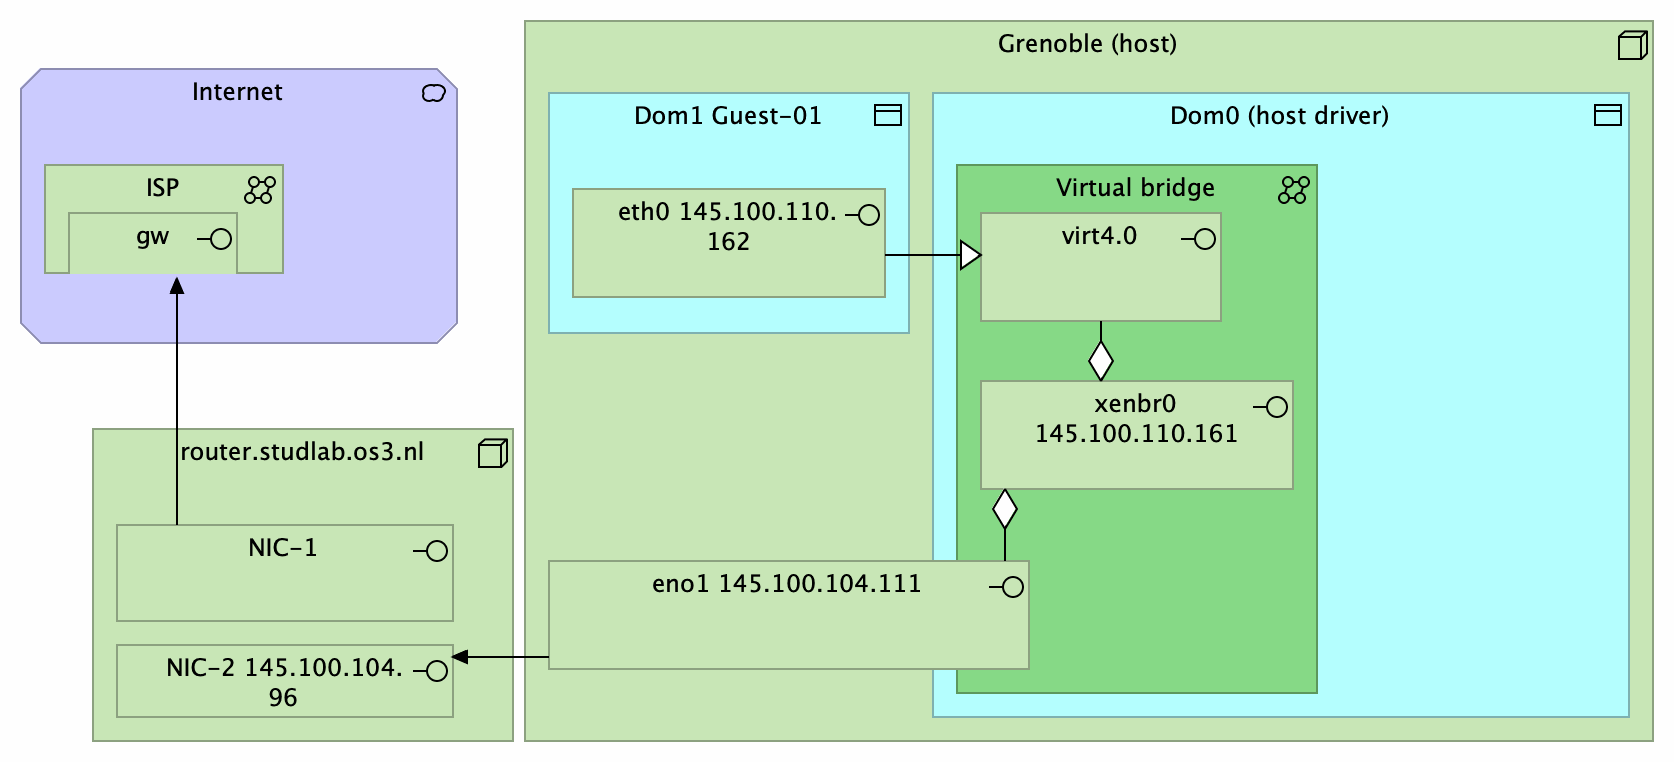 Grenoble (host)
Internet
Dom1 Guest-01
Dom0 (host driver)
ISP
Virtual bridge
gw
eth0 145.100.110.
162
virt4.0
xenbr0
145.100.110.161
router.studlab.os3.nl
NIC-1
eno1 145.100.104.111
NIC-2 145.100.104.
96